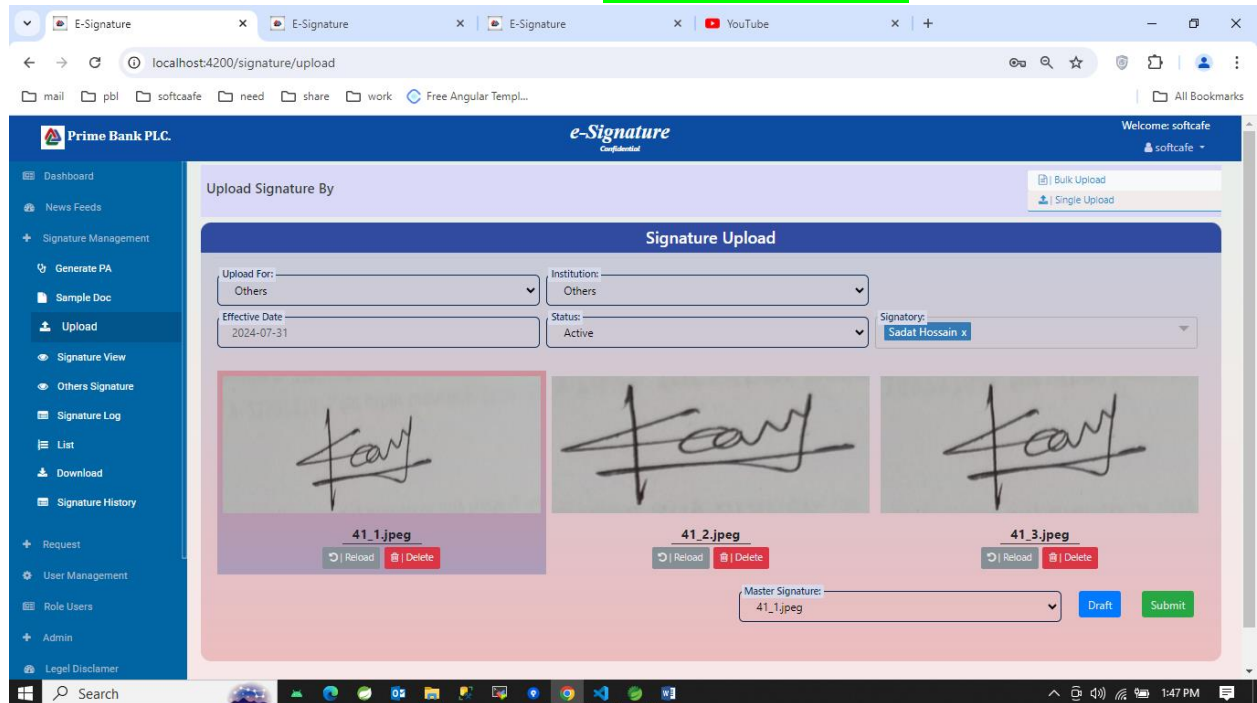 E-Signature
E-Signature
E-Signature
YouTube
localhost:4200/signature/upload
mail pbl softcaafe need share work Free Angular Templ... All Bookmarks
Prime Bank PLC.
e-Signature
Confidential
Welcome: softcafe
softcafe
Dashboard
News Feeds
+ Signature Management
Generate PA
Sample Doc
Upload
Signature View
Others Signature
Signature Log
List
Download
Signature History
+ Request
User Management
Role Users
+ Admin
Legel Disclamer
Upload Signature By
| Bulk Upload
| Single Upload
Signature Upload
Upload For:
Others
Institution:
Others
Effective Date
2024-07-31
Status:
Active
Signatory:
Sadat Hossain x
41_1.jpeg
| Reload | Delete
41_2.jpeg
| Reload | Delete
41_3.jpeg
| Reload | Delete
Master Signature:
41_1.jpeg
Draft
Submit
Search
1:47 PM